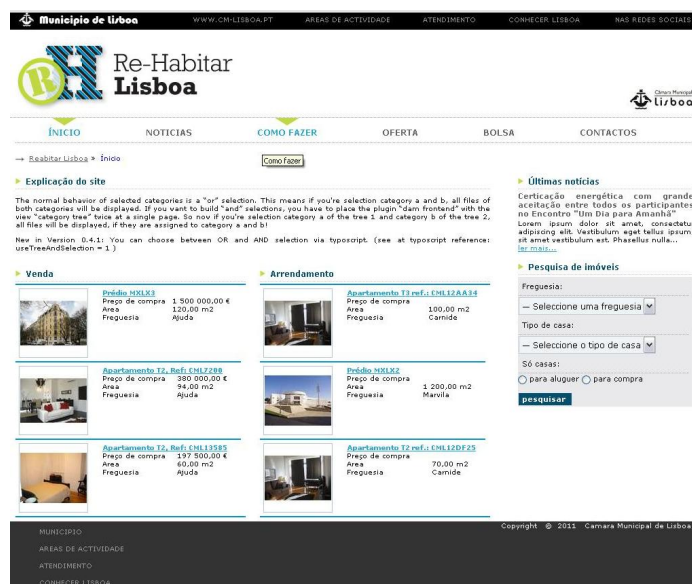 Municipio de Lisboa WWW.CM-LISBOA.PT AREAS DE ACTIVIDADE ATENDIMENTO CONHECER LISBOA NAS REDES SOCIAIS
RH
Re-Habitar
Lisboa
Câmara Municipal
Lisboa
ÍNICIO NOTICIAS COMO FAZER OFERTA BOLSA CONTACTOS
→ Reabitar Lisboa » Ínicio
Como fazer
Explicação do site
The normal behavior of selected categories is a "or" selection. This means if you're selection category a and b, all files of
both categories will be displayed. If you vant to build "and" selections, you have to place the plugin "dam frontend" with the
view "category tree" twice at a single page. So now if you're selection category a of the tree 1 and category b of the tree 2,
all files will be displayed, if they are assigned to category a and b!
New in Version 0.4.1: You can choose between OR and AND selection via typoscript. (see at typoscript reference:
useTreeAndSelection = 1 )
Venda
Prédio MXLX3
Preço de compra 1 500 000,00 €
Area 120,00 m2
Freguesia Ajuda
Apartamento T2, Ref: CML7288
Preço de compra 380 000,00 €
Area 94,00 m2
Freguesia Ajuda
Apartamento T2, Ref: CML13585
Preço de compra 197 500,00 €
Area 60,00 m2
Freguesia Ajuda
Arrendamento
Apartamento T3 ref.: CML12AA34
Preço de compra
Area 100,00 m2
Freguesia Carnide
Prédio MXLX2
Preço de compra
Area 1 200,00 m2
Freguesia Marvila
Apartamento T2 ref.: CML12DF25
Preço de compra
Area 70,00 m2
Freguesia Carnide
Últimas notícias
Certicação energética com grande
aceitação entre todos os participantes
no Encontro "Um Dia para Amanhã"
Lorem ipsum dolor sit amet, consectetu
adipiscing elit. Vestibulum eget tellus ipsum
sit amet vestibulum est. Phasellus nulla...
ler mais...
Pesquisa de imóveis
Freguesia:
— Seleccione uma freguesia
Tipo de casa:
— Seleccione o tipo de casa
Só casas:
para aluguer para compra
pesquisar
Copyright © 2011 Camara Municipal de Lisboa
MUNICIPIO
AREAS DE ACTIVIDADE
ATENDIMENTO
CONHECER LISBOA